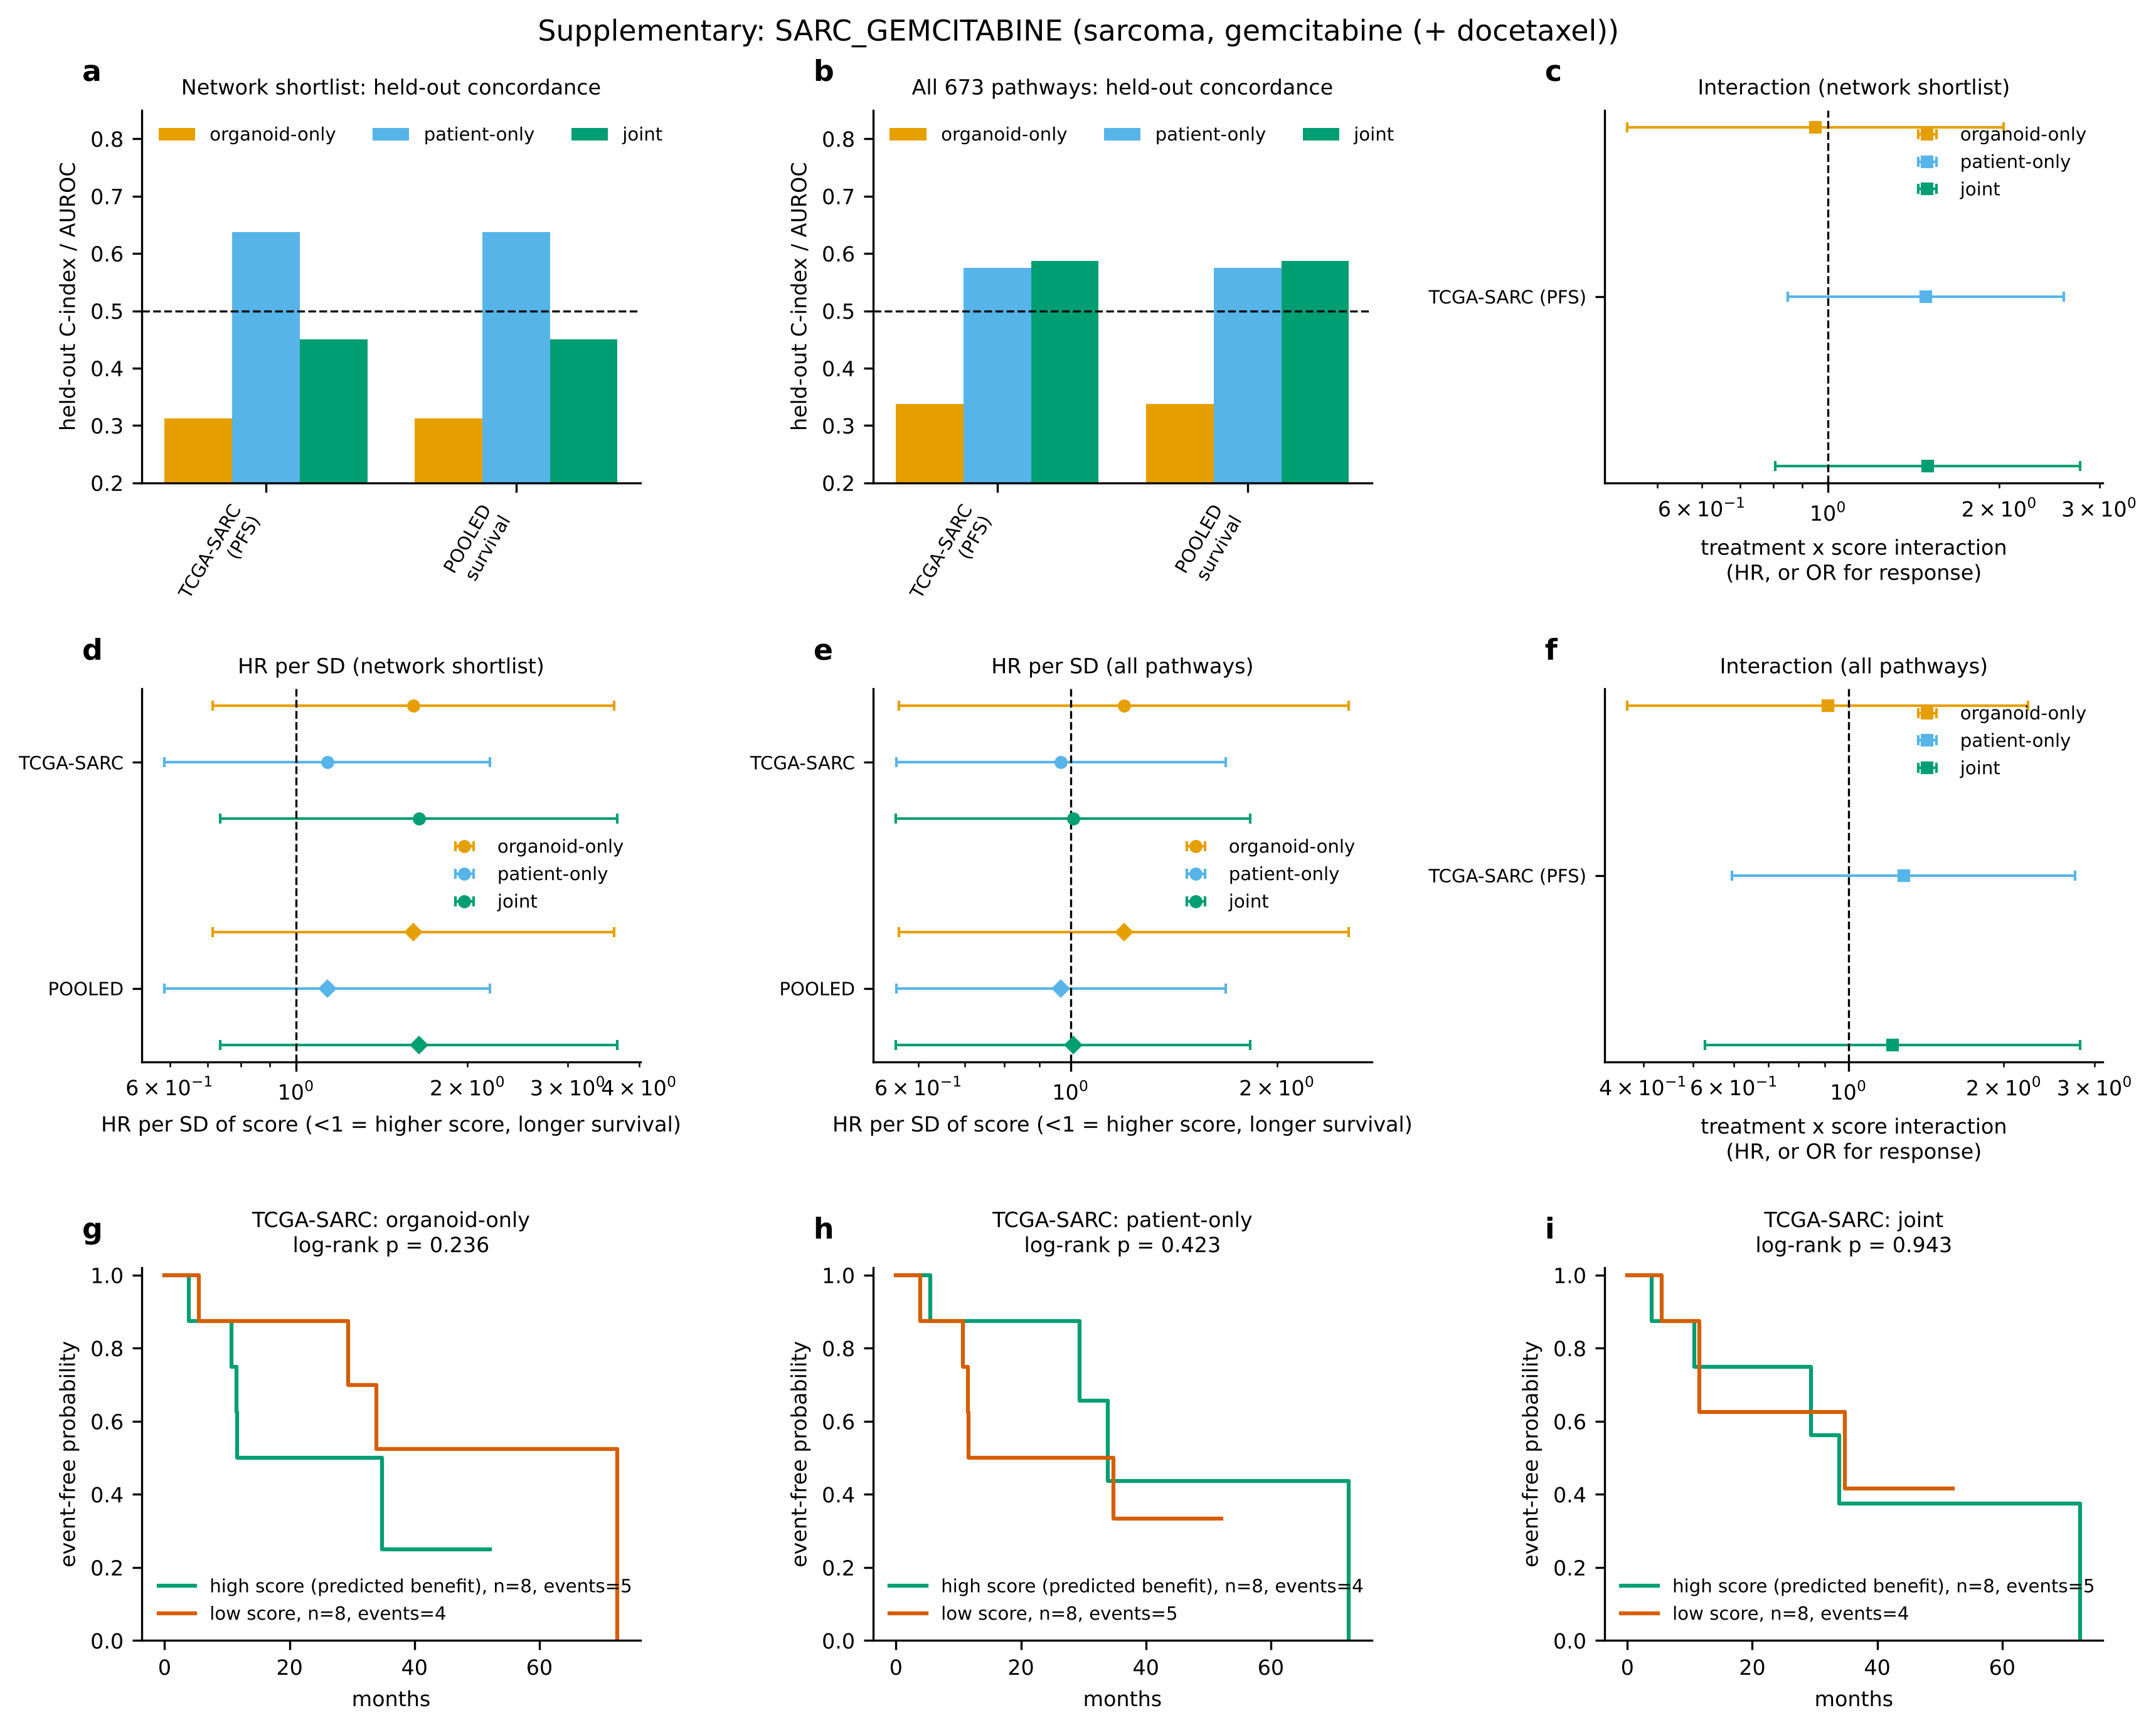 Supplementary: SARC_GEMCITABINE (sarcoma, gemcitabine (+ docetaxel))
a
Network shortlist: held-out concordance
organoid-only
patient-only
joint
held-out C-index / AUROC
0.8
0.7
0.6
0.5
0.4
0.3
0.2
TCGA-SARC
(PFS)
POOLED
survival
b
All 673 pathways: held-out concordance
organoid-only
patient-only
joint
held-out C-index / AUROC
0.8
0.7
0.6
0.5
0.4
0.3
0.2
TCGA-SARC
(PFS)
POOLED
survival
c
Interaction (network shortlist)
organoid-only
patient-only
joint
TCGA-SARC (PFS)
6 × 10⁻¹
10⁰
2 × 10⁰
3 × 10⁰
treatment x score interaction
(HR, or OR for response)
d
HR per SD (network shortlist)
TCGA-SARC
organoid-only
patient-only
joint
POOLED
6 × 10⁻¹
10⁰
2 × 10⁰
3 × 10⁰
4 × 10⁰
HR per SD of score (<1 = higher score, longer survival)
e
HR per SD (all pathways)
TCGA-SARC
organoid-only
patient-only
joint
POOLED
6 × 10⁻¹
10⁰
2 × 10⁰
HR per SD of score (<1 = higher score, longer survival)
f
Interaction (all pathways)
organoid-only
patient-only
joint
TCGA-SARC (PFS)
4 × 10⁻¹
6 × 10⁻¹
10⁰
2 × 10⁰
3 × 10⁰
treatment x score interaction
(HR, or OR for response)
g
TCGA-SARC: organoid-only
log-rank p = 0.236
event-free probability
1.0
0.8
0.6
0.4
0.2
0.0
high score (predicted benefit), n=8, events=5
low score, n=8, events=4
0
20
40
60
months
h
TCGA-SARC: patient-only
log-rank p = 0.423
event-free probability
1.0
0.8
0.6
0.4
0.2
0.0
high score (predicted benefit), n=8, events=4
low score, n=8, events=5
0
20
40
60
months
i
TCGA-SARC: joint
log-rank p = 0.943
event-free probability
1.0
0.8
0.6
0.4
0.2
0.0
high score (predicted benefit), n=8, events=5
low score, n=8, events=4
0
20
40
60
months